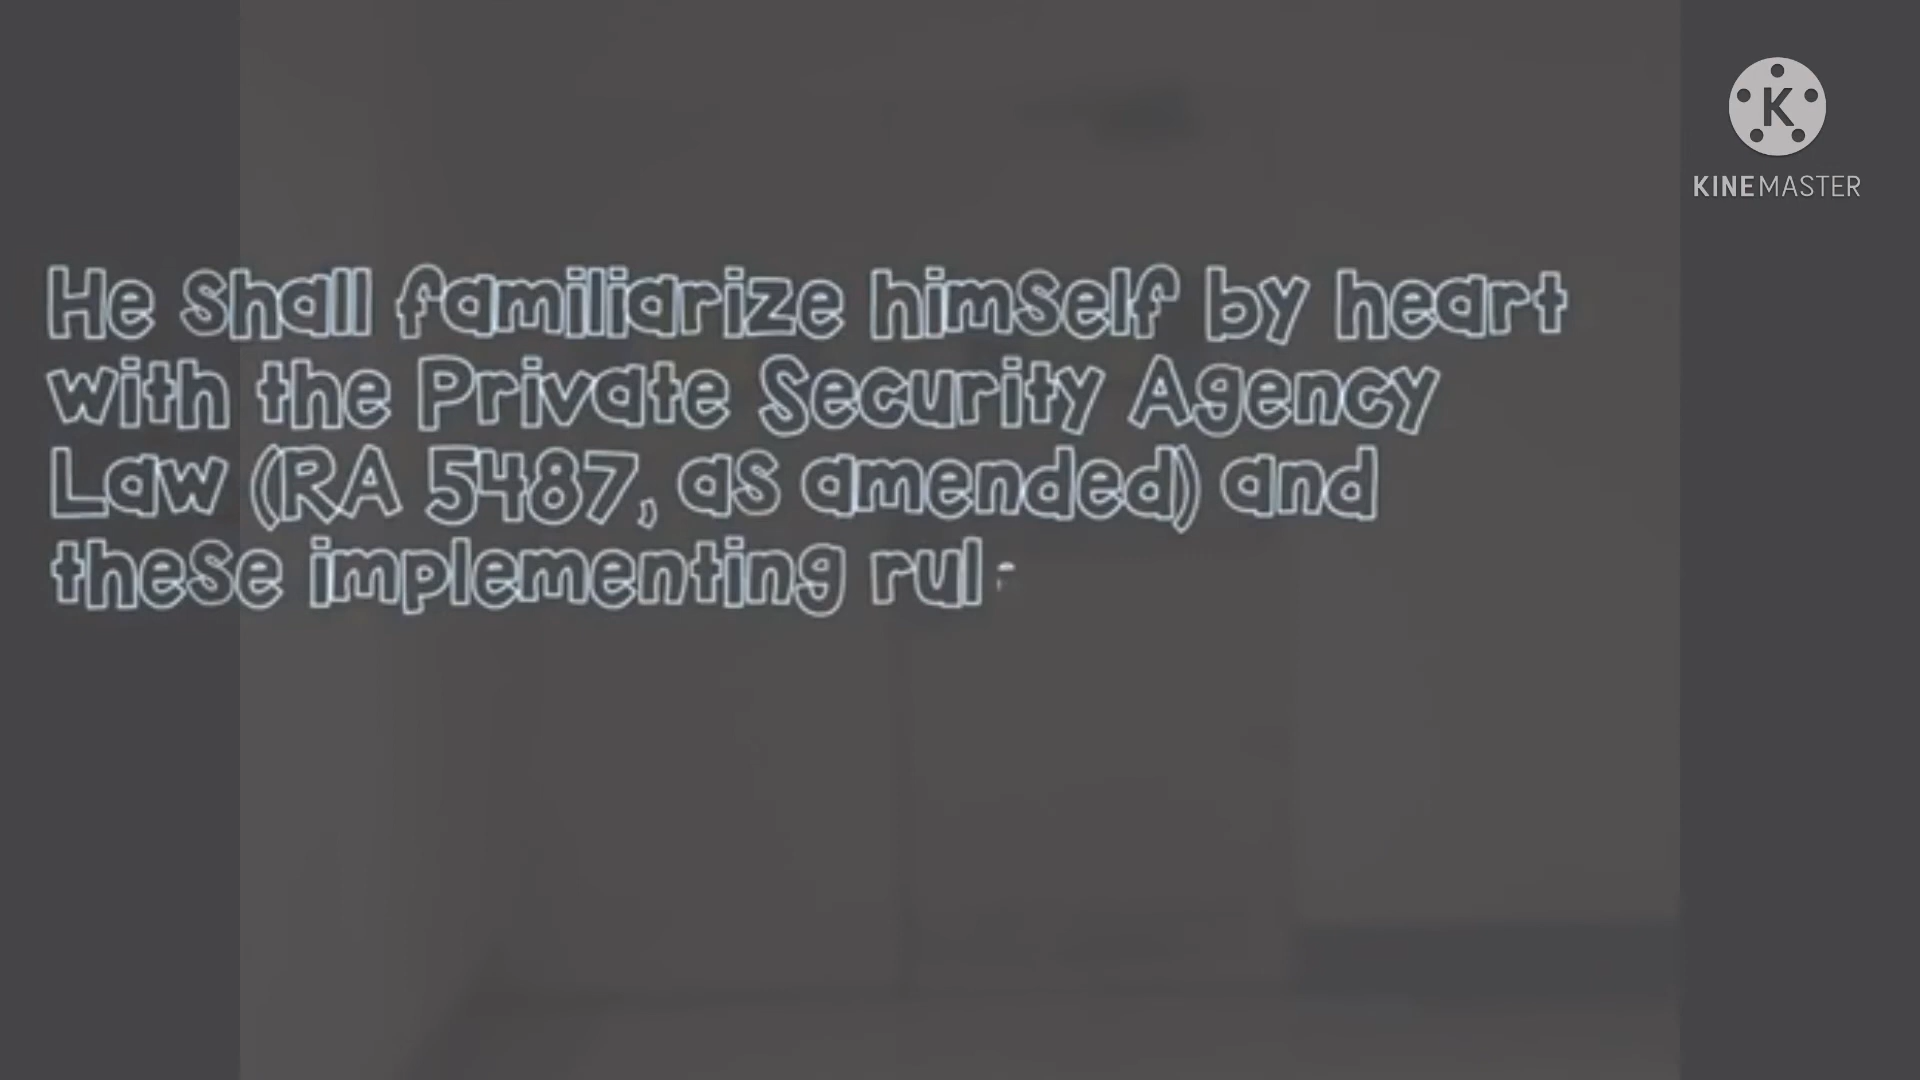 KINEMASTER
He shall familiarize himself by heart
with the Private Security Agency
Law (RA 5487, as amended) and
these implementing rul